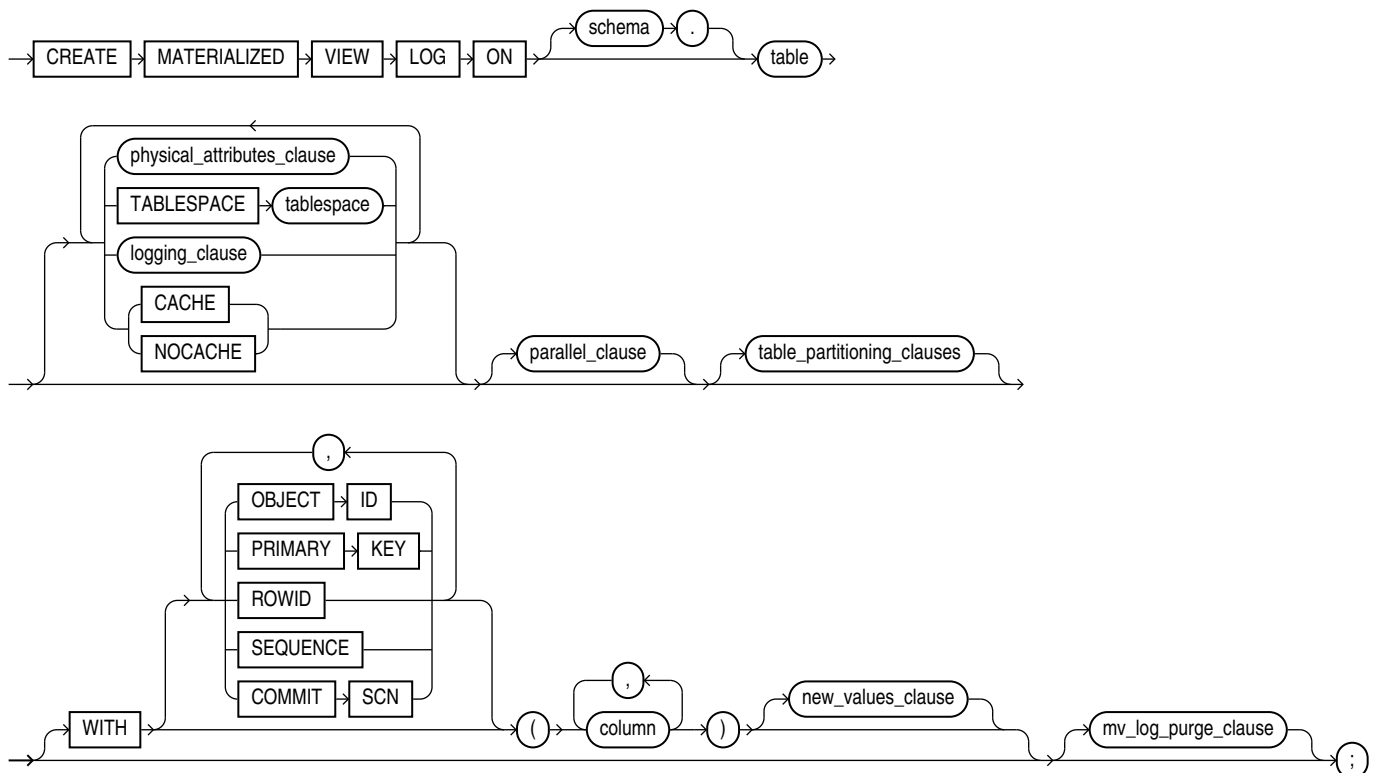 schema .
CREATE MATERIALIZED VIEW LOG ON table
physical_attributes_clause
TABLESPACE tablespace
logging_clause
CACHE
NOCACHE
parallel_clause table_partitioning_clauses
,
OBJECT ID
PRIMARY KEY
ROWID
SEQUENCE
COMMIT SCN
,
new_values_clause
WITH ( column ) mv_log_purge_clause
;